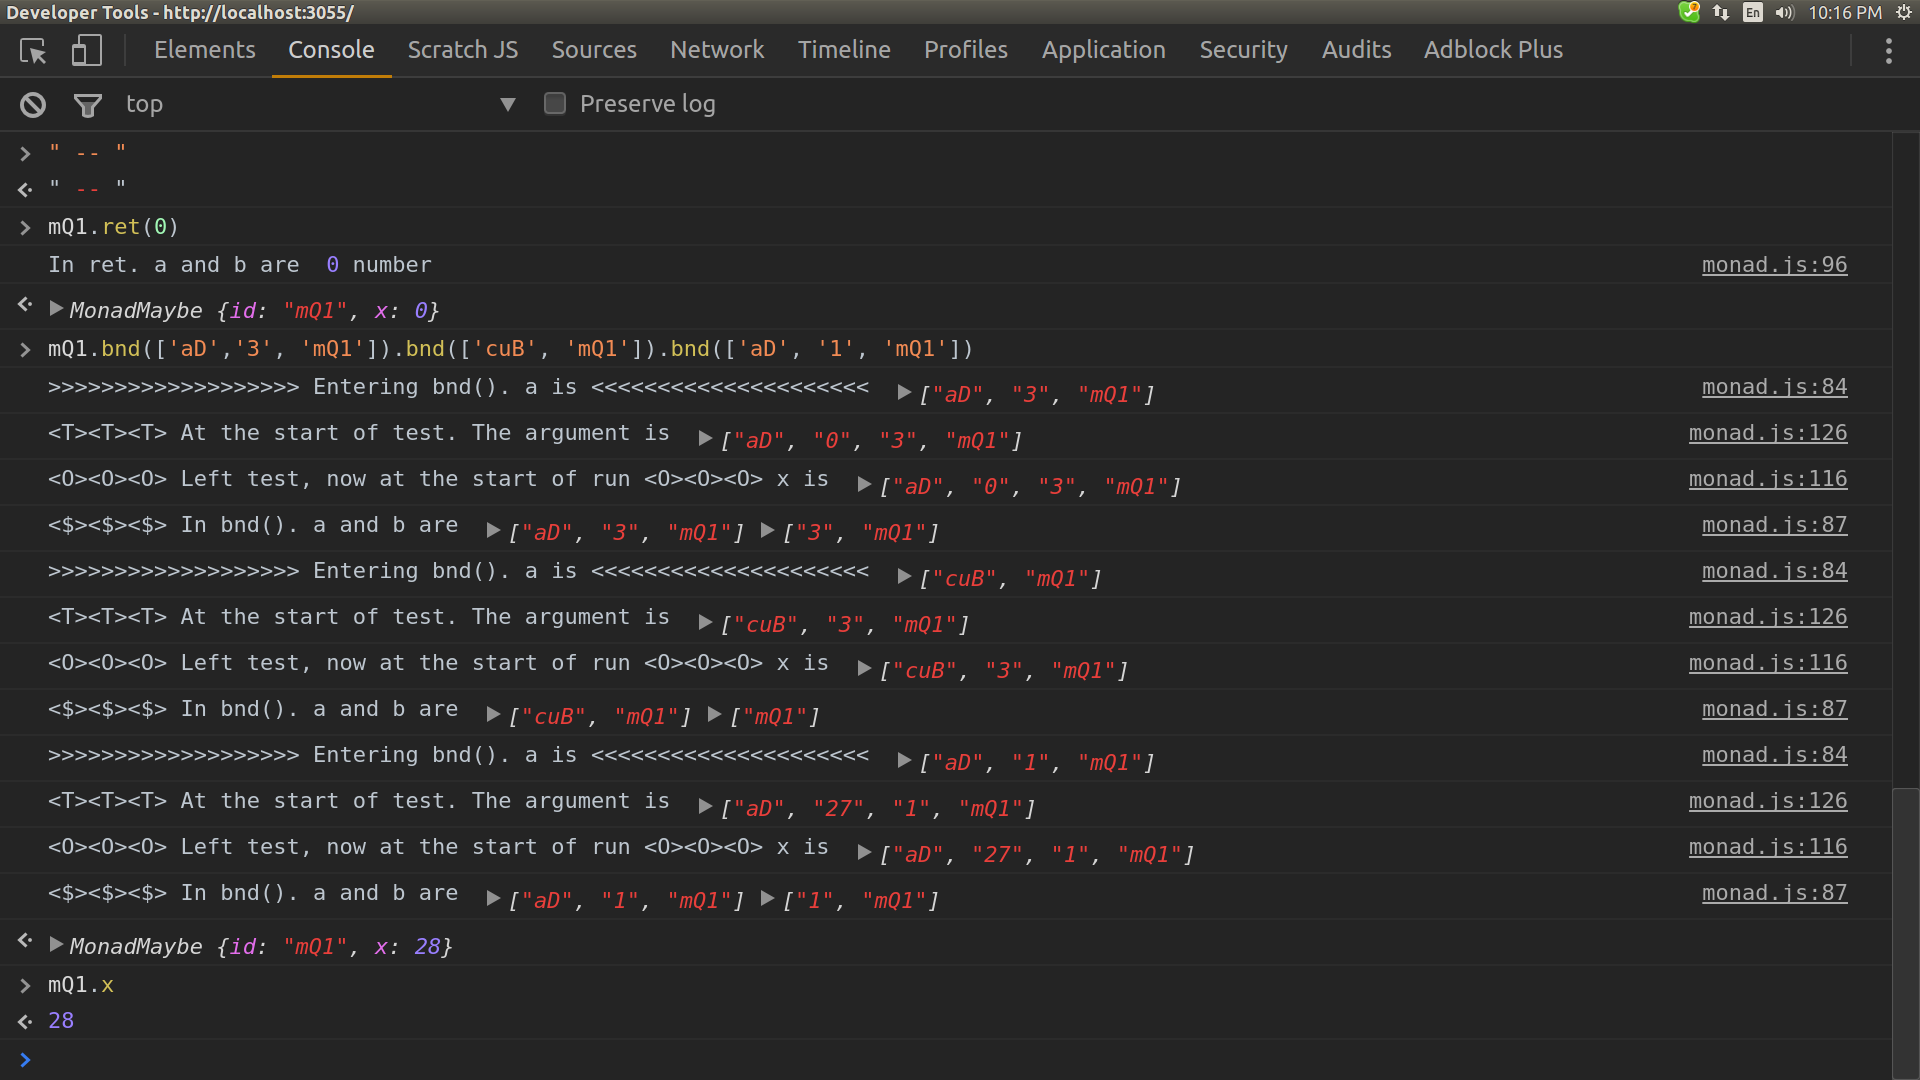 Developer Tools - http://localhost:3055/
En
10:16 PM
Elements Console Scratch JS Sources Network Timeline Profiles Application Security Audits Adblock Plus
top ▼ Preserve log
> " -- "
" -- "
> mQ1.ret(0)
In ret. a and b are 0 number monad.js:96
MonadMaybe {id: "mQ1", x: 0}
> mQ1.bnd(['aD','3', 'mQ1']).bnd(['cuB', 'mQ1']).bnd(['aD', '1', 'mQ1'])
>>>>>>>>>>>>>>>>>>> Entering bnd(). a is <<<<<<<<<<<<<<<<<<<<< ["aD", "3", "mQ1"] monad.js:84
<T><T><T> At the start of test. The argument is ["aD", "0", "3", "mQ1"] monad.js:126
<O><O><O> Left test, now at the start of run <O><O><O> x is ["aD", "0", "3", "mQ1"] monad.js:116
<$><$><$> In bnd(). a and b are ["aD", "3", "mQ1"] ["3", "mQ1"] monad.js:87
>>>>>>>>>>>>>>>>>>> Entering bnd(). a is <<<<<<<<<<<<<<<<<<<<< ["cuB", "mQ1"] monad.js:84
<T><T><T> At the start of test. The argument is ["cuB", "3", "mQ1"] monad.js:126
<O><O><O> Left test, now at the start of run <O><O><O> x is ["cuB", "3", "mQ1"] monad.js:116
<$><$><$> In bnd(). a and b are ["cuB", "mQ1"] ["mQ1"] monad.js:87
>>>>>>>>>>>>>>>>>>> Entering bnd(). a is <<<<<<<<<<<<<<<<<<<<< ["aD", "1", "mQ1"] monad.js:84
<T><T><T> At the start of test. The argument is ["aD", "27", "1", "mQ1"] monad.js:126
<O><O><O> Left test, now at the start of run <O><O><O> x is ["aD", "27", "1", "mQ1"] monad.js:116
<$><$><$> In bnd(). a and b are ["aD", "1", "mQ1"] ["1", "mQ1"] monad.js:87
MonadMaybe {id: "mQ1", x: 28}
> mQ1.x
28
>